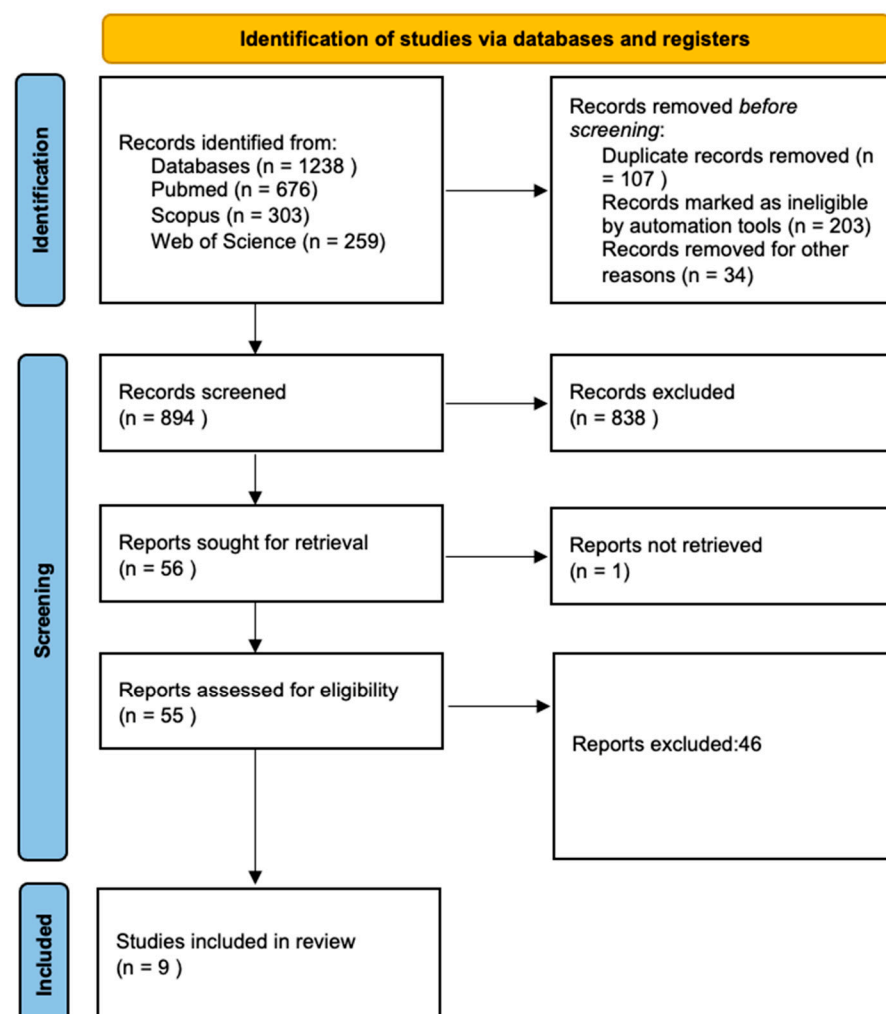 Identification of studies via databases and registers
Identification
Records identified from:
Databases (n = 1238 )
Pubmed (n = 676)
Scopus (n = 303)
Web of Science (n = 259)
Records removed before
screening:
Duplicate records removed (n
= 107 )
Records marked as ineligible
by automation tools (n = 203)
Records removed for other
reasons (n = 34)
Screening
Records screened
(n = 894 )
Records excluded
(n = 838 )
Reports sought for retrieval
(n = 56 )
Reports not retrieved
(n = 1)
Reports assessed for eligibility
(n = 55 )
Reports excluded:46
Included
Studies included in review
(n = 9 )